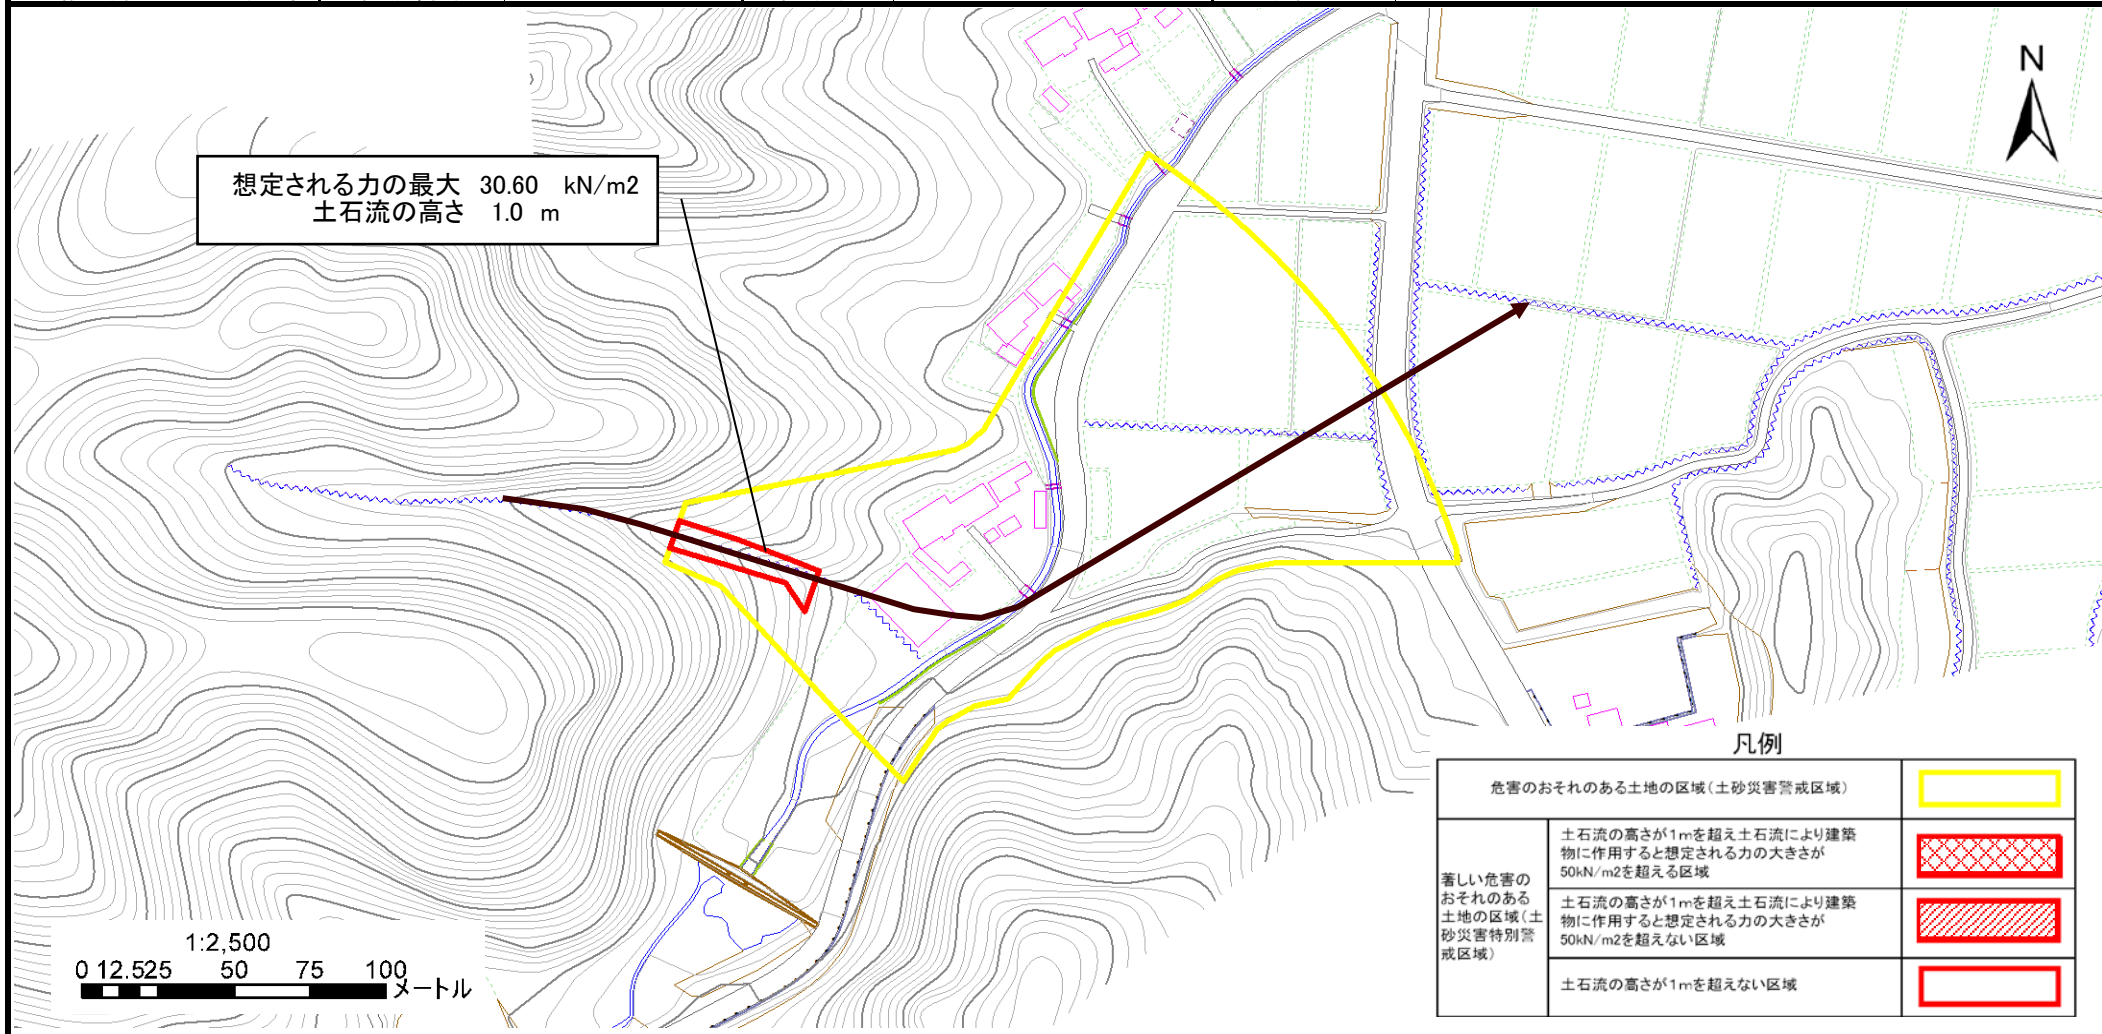 N
想定される力の最大 30.60 kN/m2
土石流の高さ 1.0 m
凡例
危害のおそれのある土地の区域(土砂災害警戒区域)
著しい危害の
おそれのある
土地の区域(土
砂災害特別警
戒区域)
土石流の高さが1mを超え土石流により建築
物に作用すると想定される力の大きさが
50kN/m2を超える区域
土石流の高さが1mを超え土石流により建築
物に作用すると想定される力の大きさが
50kN/m2を超えない区域
土石流の高さが1mを超えない区域
1:2,500
0 12.525 50 75 100
メートル